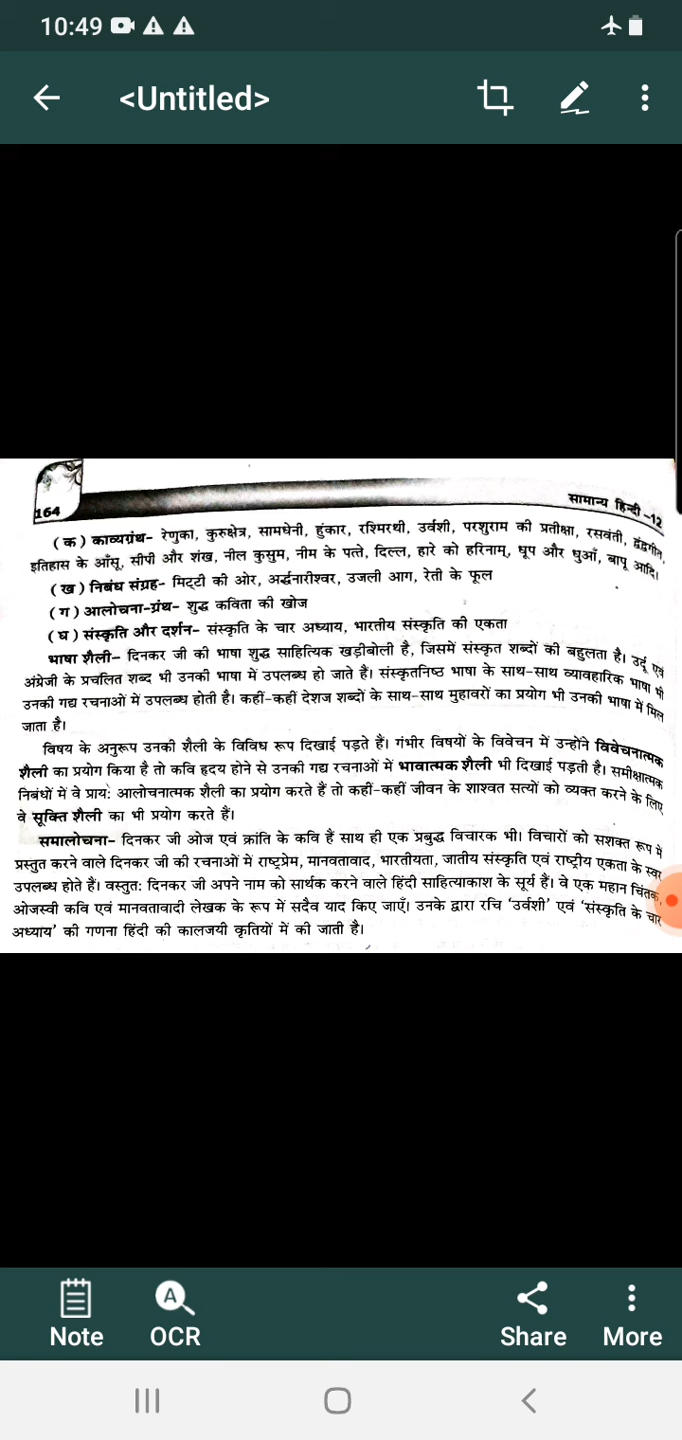 10:49
<Untitled>
164
सामान्य हिन्दी -12
(क) काव्यग्रंथ- रेणुका, कुरुक्षेत्र, सामधेनी, हुंकार, रश्मिरथी, उर्वशी, परशुराम की प्रतीक्षा, रसवंती, द्वंद्वगीत,
इतिहास के आँसू, सीपी और शंख, नील कुसुम, नीम के पत्ते, दिल्ल, हारे को हरिनाम्, धूप और धुआँ, बापू आदि।
(ख) निबंध संग्रह- मिट्टी की ओर, अर्द्धनारीश्वर, उजली आग, रेती के फूल
(ग) आलोचना-ग्रंथ- शुद्ध कविता की खोज
(घ) संस्कृति और दर्शन- संस्कृति के चार अध्याय, भारतीय संस्कृति की एकता
भाषा शैली- दिनकर जी की भाषा शुद्ध साहित्यिक खड़ीबोली है, जिसमें संस्कृत शब्दों की बहुलता है। उर्दू एवं
अंग्रेजी के प्रचलित शब्द भी उनकी भाषा में उपलब्ध हो जाते हैं। संस्कृतनिष्ठ भाषा के साथ-साथ व्यावहारिक भाषा भी
उनकी गद्य रचनाओं में उपलब्ध होती है। कहीं-कहीं देशज शब्दों के साथ-साथ मुहावरों का प्रयोग भी उनकी भाषा में मिल
जाता है।
विषय के अनुरूप उनकी शैली के विविध रूप दिखाई पड़ते हैं। गंभीर विषयों के विवेचन में उन्होंने विवेचनात्मक
शैली का प्रयोग किया है तो कवि हृदय होने से उनकी गद्य रचनाओं में भावात्मक शैली भी दिखाई पड़ती है। समीक्षात्मक
निबंधों में वे प्राय: आलोचनात्मक शैली का प्रयोग करते हैं तो कहीं-कहीं जीवन के शाश्वत सत्यों को व्यक्त करने के लिए
वे सूक्ति शैली का भी प्रयोग करते हैं।
समालोचना- दिनकर जी ओज एवं क्रांति के कवि हैं साथ ही एक प्रबुद्ध विचारक भी। विचारों को सशक्त रूप में
प्रस्तुत करने वाले दिनकर जी की रचनाओं में राष्ट्रप्रेम, मानवतावाद, भारतीयता, जातीय संस्कृति एवं राष्ट्रीय एकता के स्वर
उपलब्ध होते हैं। वस्तुत: दिनकर जी अपने नाम को सार्थक करने वाले हिंदी साहित्याकाश के सूर्य हैं। वे एक महान चिंतक,
ओजस्वी कवि एवं मानवतावादी लेखक के रूप में सदैव याद किए जाएँ। उनके द्वारा रचि ‘उर्वशी’ एवं ‘संस्कृति के चार
अध्याय’ की गणना हिंदी की कालजयी कृतियों में की जाती है।
Note
OCR
Share
More